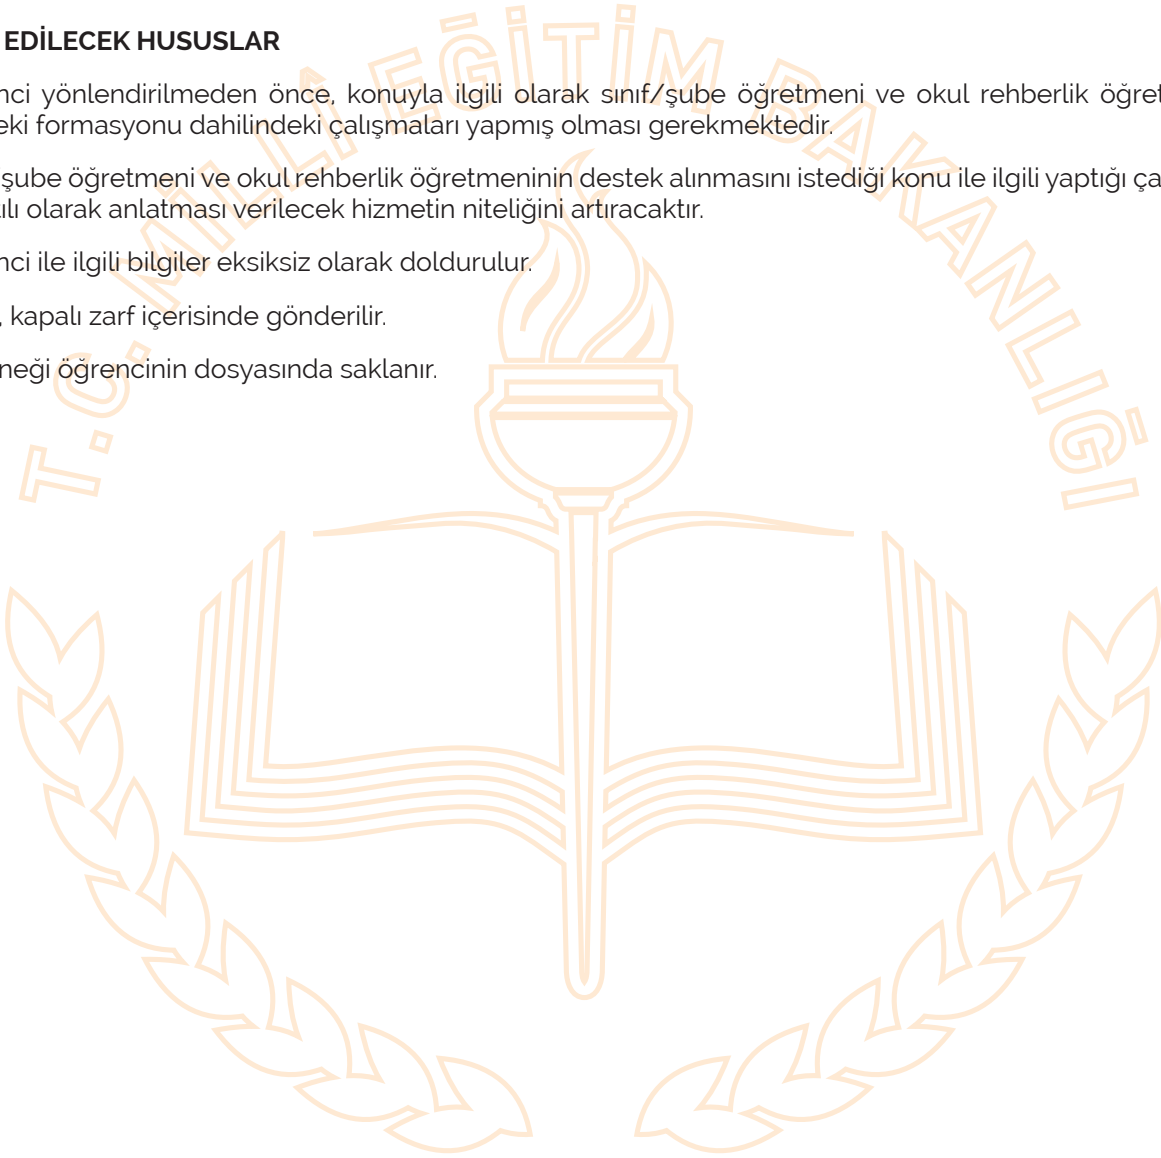 EDİLECEK HUSUSLAR
nci yönlendirilmeden önce, konuyla ilgili olarak sınıf/şube öğretmeni ve okul rehberlik öğret
eki formasyonu dahilindeki çalışmaları yapmış olması gerekmektedir.
şube öğretmeni ve okul rehberlik öğretmeninin destek alınmasını istediği konu ile ilgili yaptığı ça
ılı olarak anlatması verilecek hizmetin niteliğini artıracaktır.
nci ile ilgili bilgiler eksiksiz olarak doldurulur.
, kapalı zarf içerisinde gönderilir.
neği öğrencinin dosyasında saklanır.
T.C. MİLLÎ EĞİTİM BAKANLIĞI